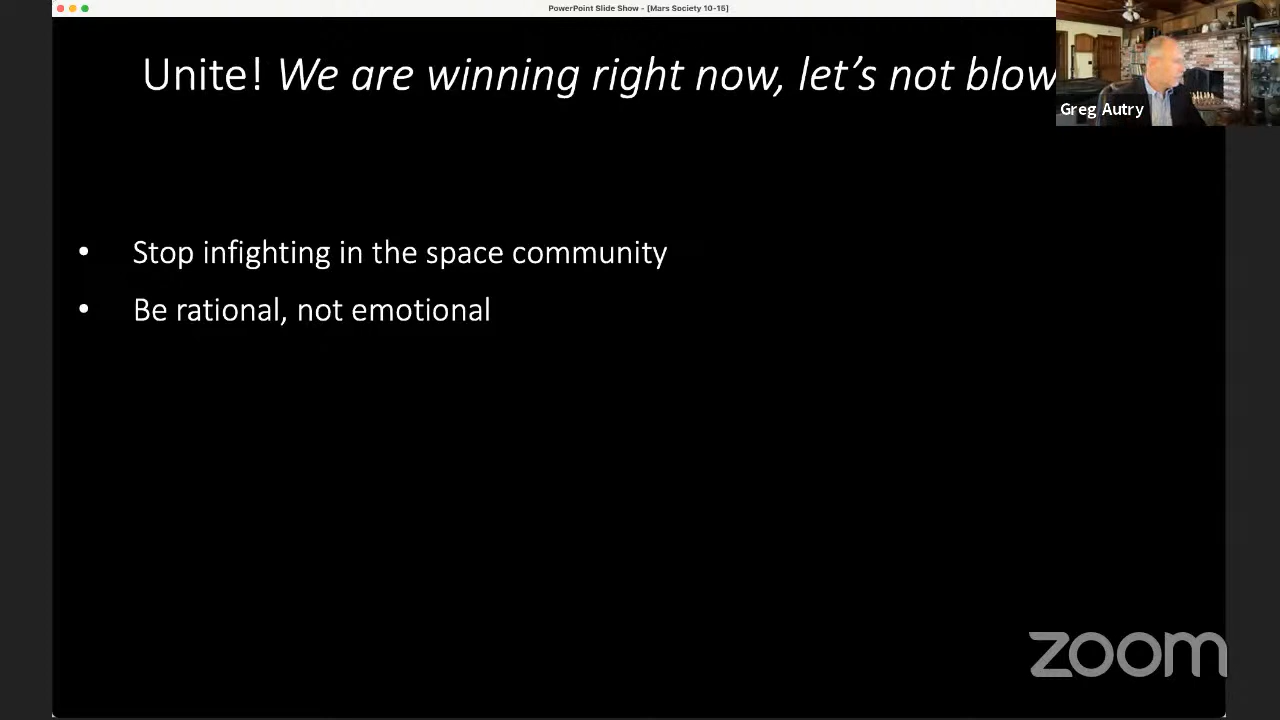 PowerPoint Slide Show - [Mars Society 10-15]
Unite! We are winning right now, let’s not blow
Greg Autry
• Stop infighting in the space community
• Be rational, not emotional
zoom